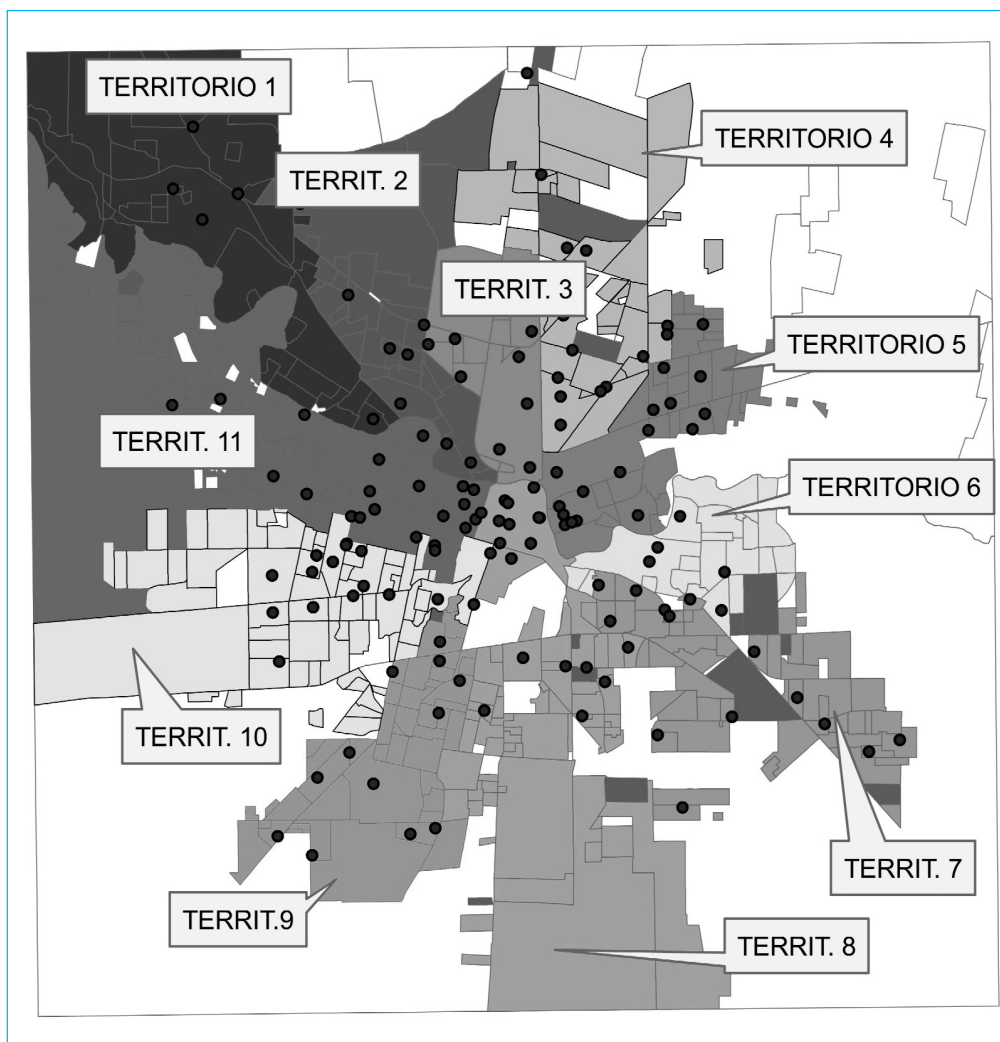 TERRITORIO 1
TERRITORIO 4
TERRIT. 2
TERRIT. 3
TERRITORIO 5
TERRIT. 11
TERRITORIO 6
TERRIT. 10
TERRIT. 7
TERRIT.9
TERRIT. 8